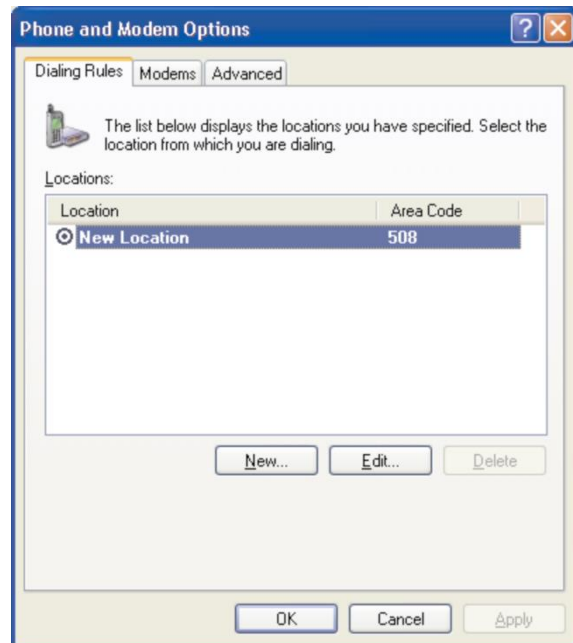 Phone and Modem Options
Dialing Rules Modems Advanced
The list below displays the locations you have specified. Select the
location from which you are dialing.
Locations:
Location Area Code
New Location 508
New... Edit... Delete
OK Cancel Apply